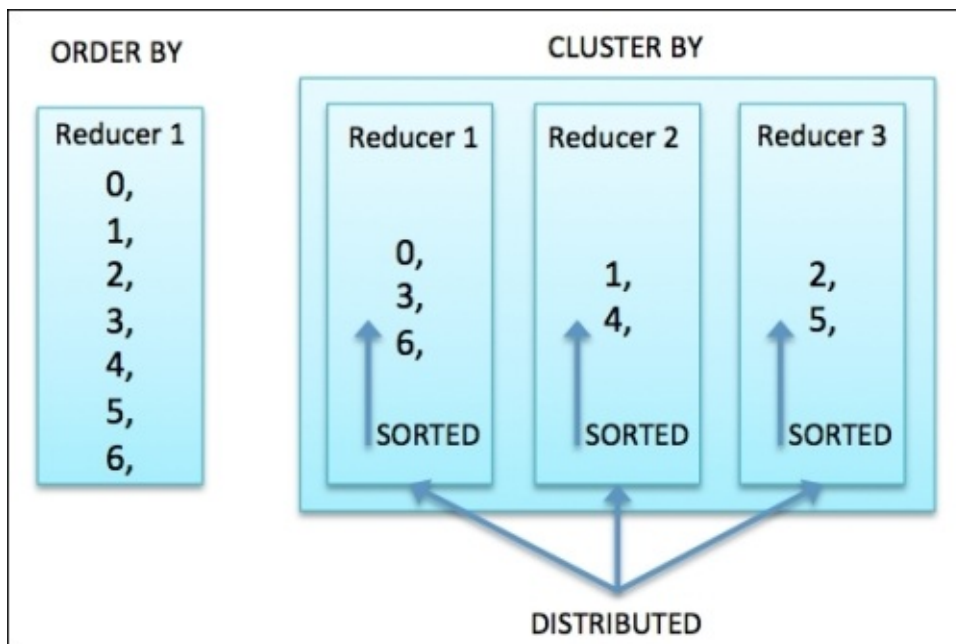 ORDER BY
Reducer 1
0,
1,
2,
3,
4,
5,
6,
CLUSTER BY
Reducer 1
0,
3,
6,
SORTED
Reducer 2
1,
4,
SORTED
Reducer 3
2,
5,
SORTED
DISTRIBUTED